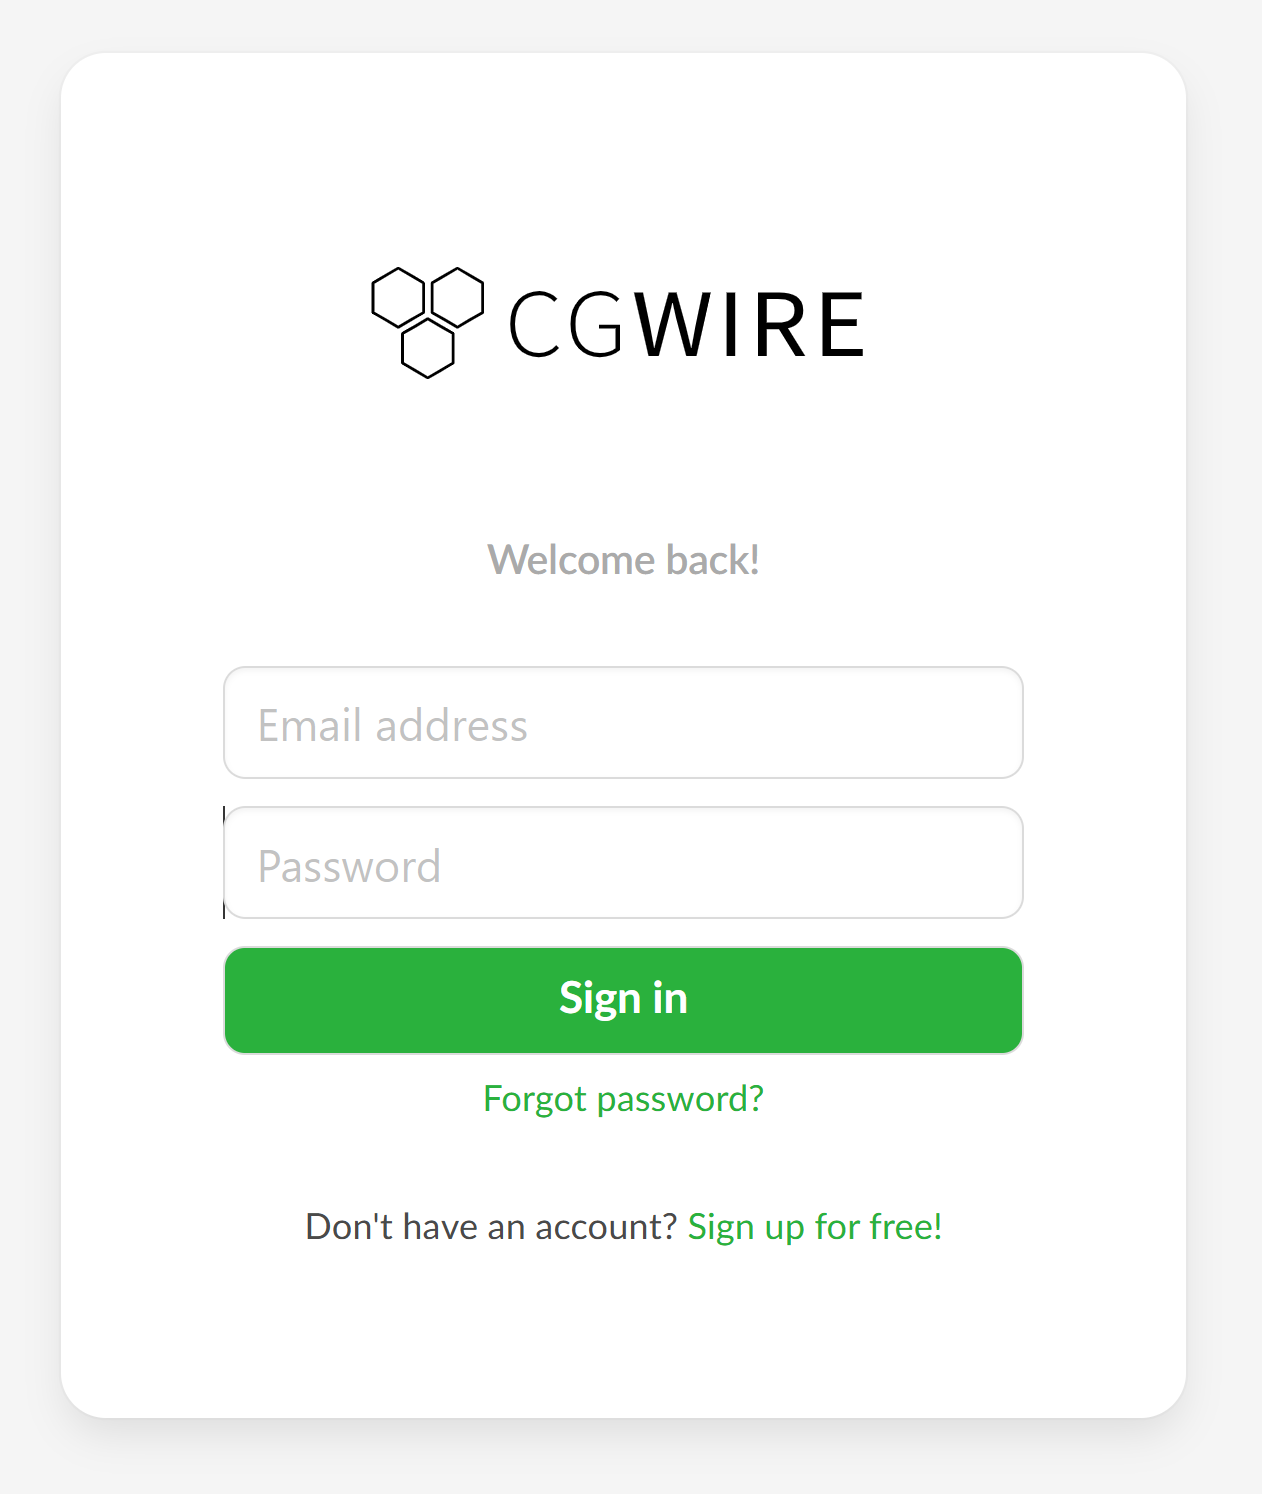 CGWIRE
Welcome back!
Email address
Password
Sign in
Forgot password?
Don't have an account? Sign up for free!